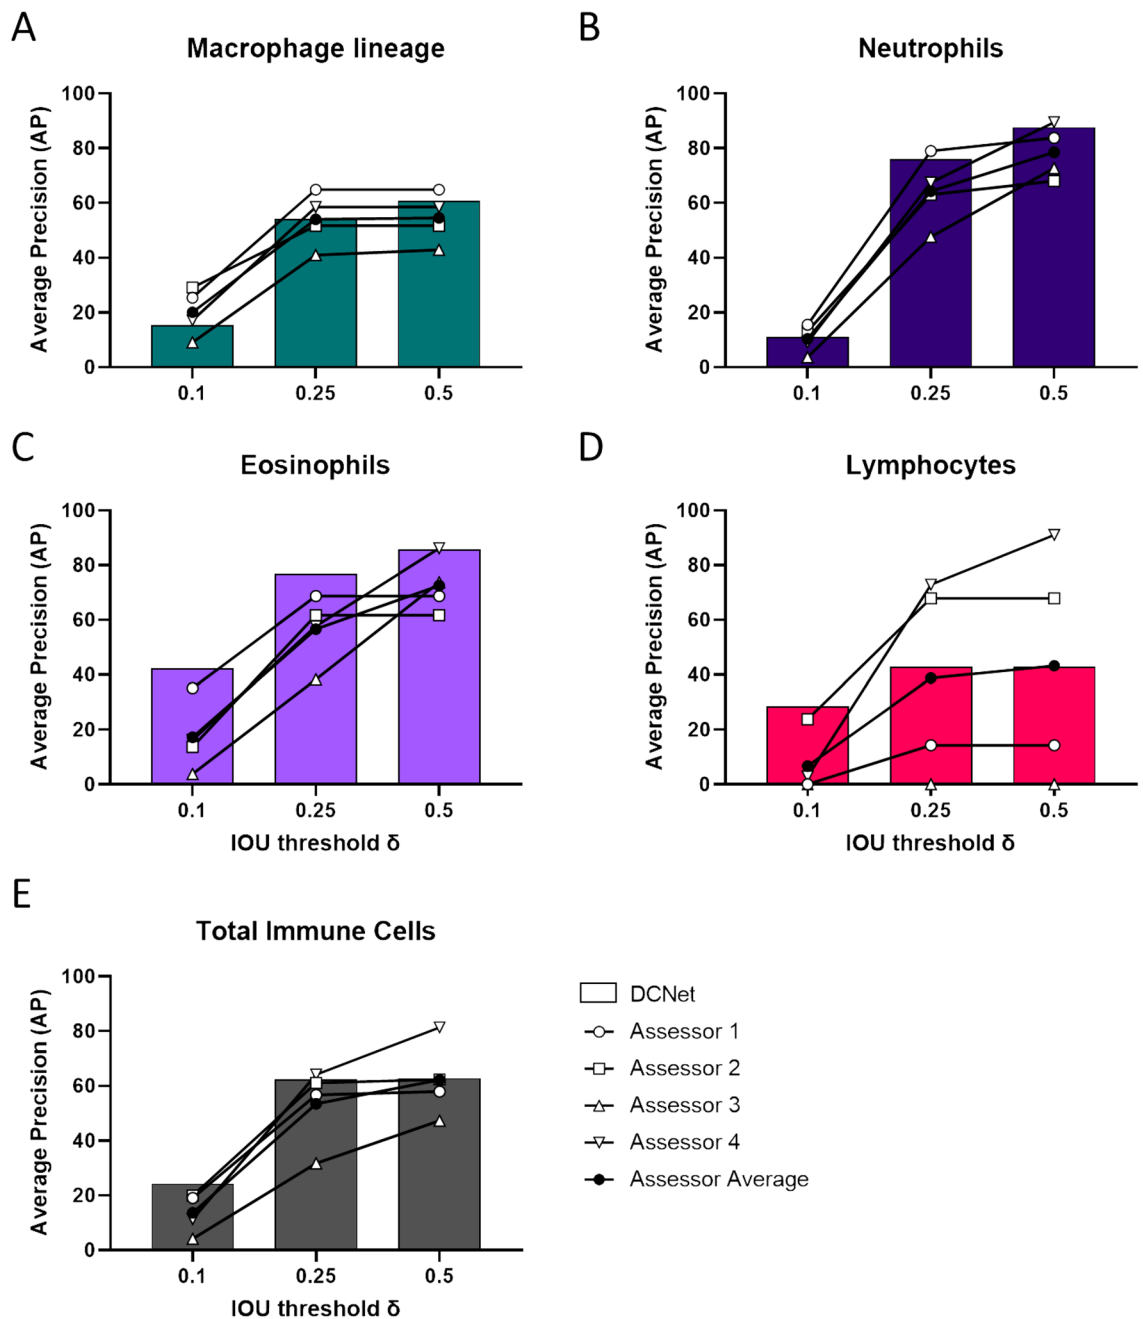 A
Macrophage lineage
Average Precision (AP)
100
80
60
40
20
0
0.1 0.25 0.5
B
Neutrophils
Average Precision (AP)
100
80
60
40
20
0
0.1 0.25 0.5
C
Eosinophils
Average Precision (AP)
100
80
60
40
20
0
0.1 0.25 0.5
IOU threshold δ
D
Lymphocytes
Average Precision (AP)
100
80
60
40
20
0
0.1 0.25 0.5
IOU threshold δ
E
Total Immune Cells
Average Precision (AP)
100
80
60
40
20
0
0.1 0.25 0.5
IOU threshold δ
DCNet
Assessor 1
Assessor 2
Assessor 3
Assessor 4
Assessor Average